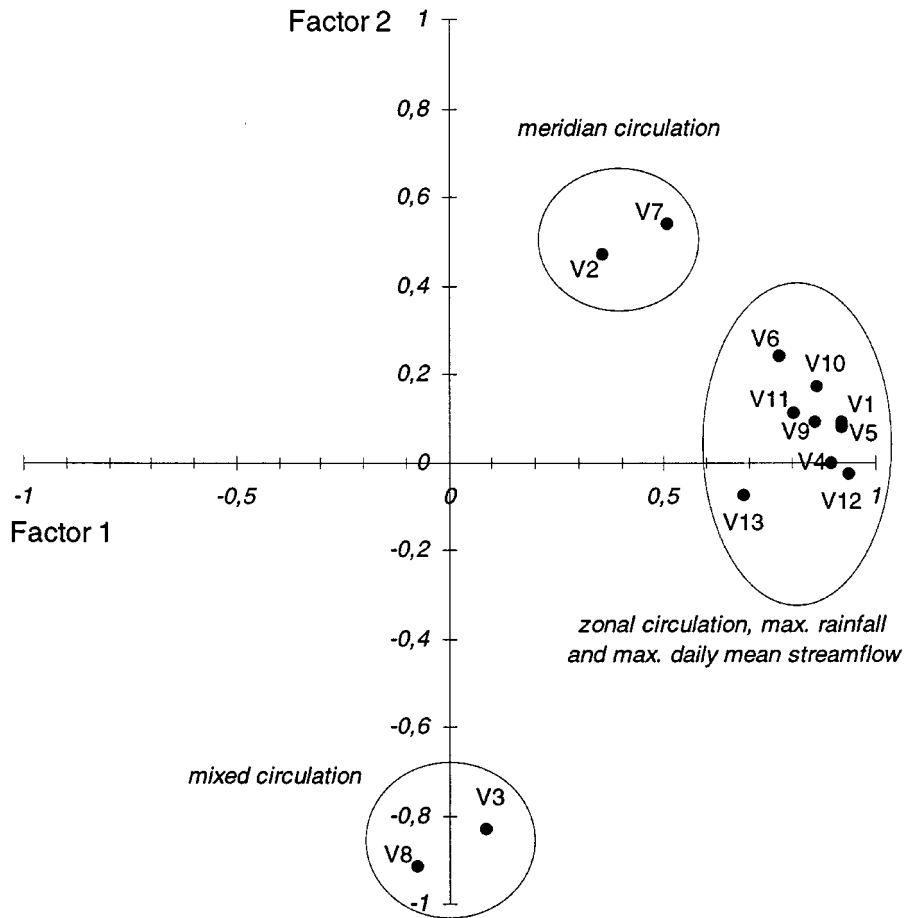 Factor 2
1
0,8
meridian circulation
0,6
V7
V2
0,4
V6
V10
0,2
V11
V1
V9
V5
0
V4
-1
-0,5
0
0,5
1
V12
Factor 1
V13
-0,2
-0,4
zonal circulation, max. rainfall
and max. daily mean streamflow
-0,6
mixed circulation
V3
-0,8
V8
-1